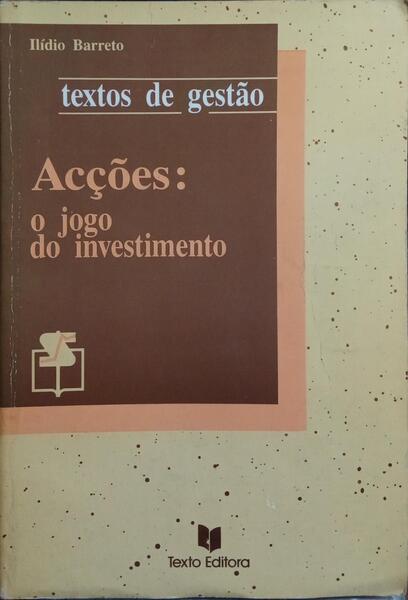 Ilídio Barreto
textos de gestão
Acções:
o jogo
do investimento
Texto Editora